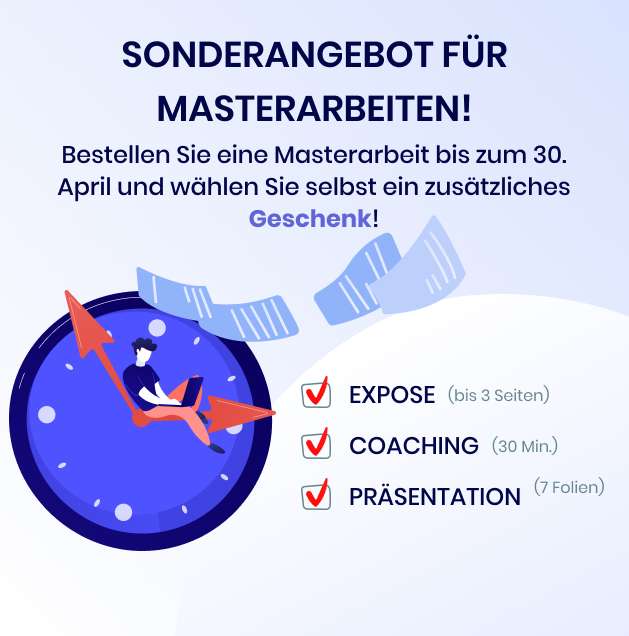 SONDERANGEBOT FÜR
MASTERARBEITEN!
Bestellen Sie eine Masterarbeit bis zum 30.
April und wählen Sie selbst ein zusätzliches
Geschenk!
EXPOSE (bis 3 Seiten)
COACHING (30 Min.)
PRÄSENTATION (7 Folien)